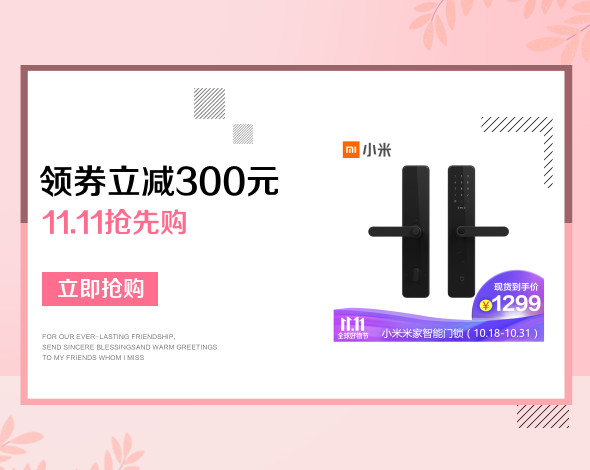 领券立减300元
11.11抢先购
立即抢购
FOR OUR EVER-LASTING FRIENDSHIP,
SEND SINCERE BLESSINGSAND WARM GREETINGS
TO MY FRIENDS WHOM I MISS
小米
现货到手价
¥1299
11.11
全球好物节
小米米家智能门锁（10.18-10.31）